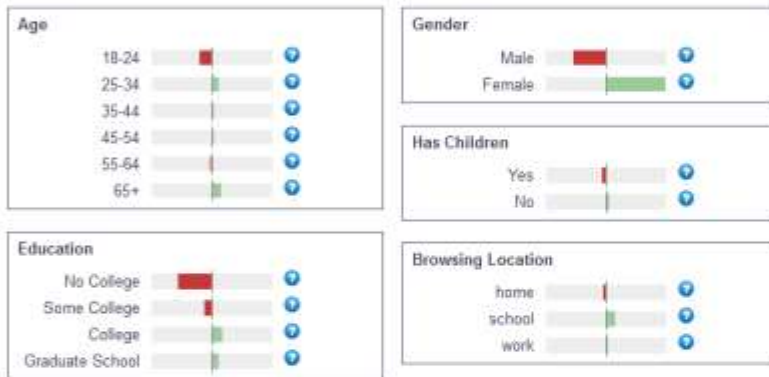 Age
18-24
25-34
35-44
45-54
55-64
65+
Education
No College
Some College
College
Graduate School
Gender
Male
Female
Has Children
Yes
No
Browsing Location
home
school
work